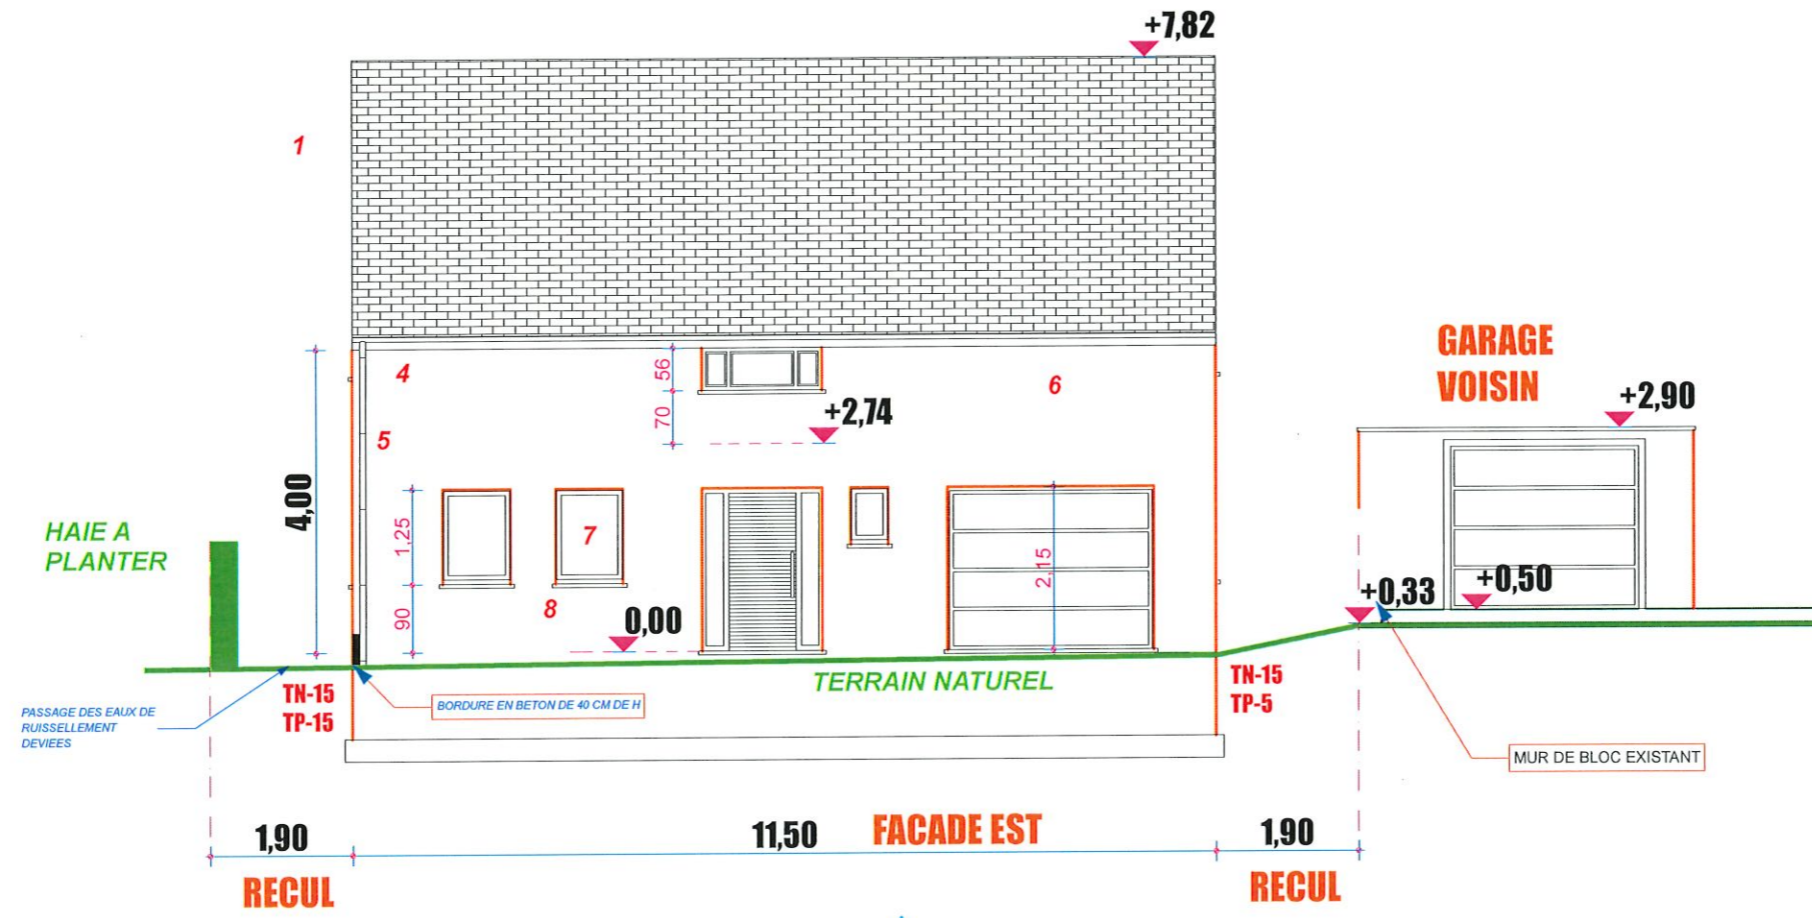 +7,82
1
GARAGE
VOISIN
4
56
6
+2,90
70
+2,74
5
4,00
HAIE A
PLANTER
1,25
7
2,15
+0,33
+0,50
90
8
0,00
TERRAIN NATUREL
TN-15
TP-15
BORDURE EN BETON DE 40 CM DE H
TN-15
TP-5
PASSAGE DES EAUX DE
RUISSELLEMENT
DEVIEES
MUR DE BLOC EXISTANT
1,90
11,50
FACADE EST
1,90
RECUL
RECUL